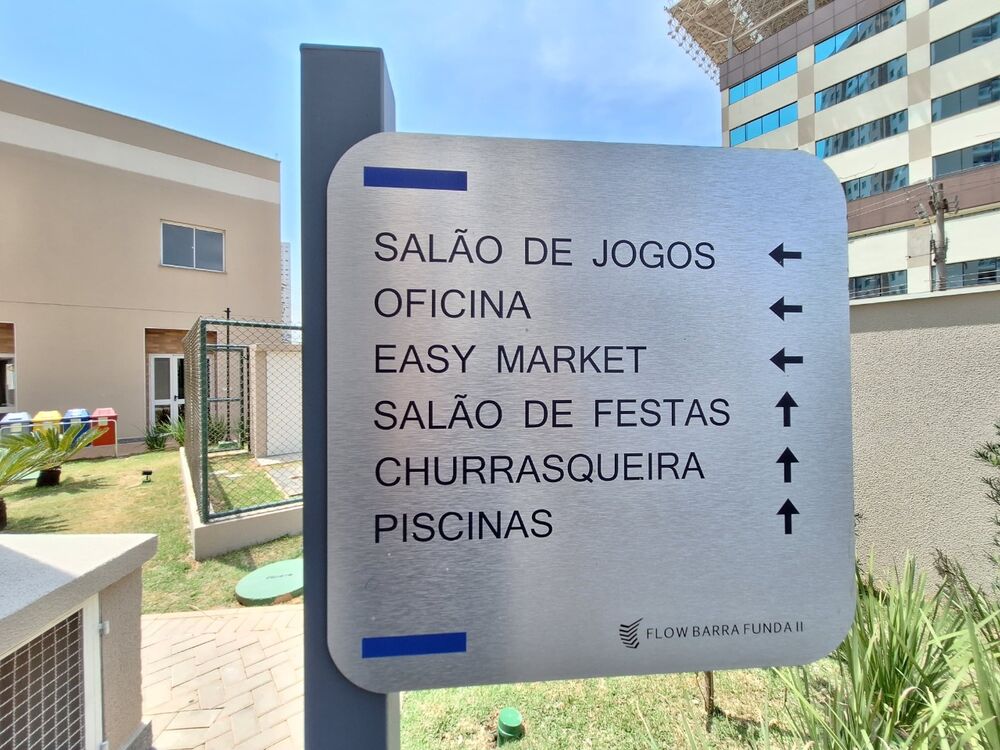 SALÃO DE JOGOS ←
OFICINA ←
EASY MARKET ←
SALÃO DE FESTAS ↑
CHURRASQUEIRA ↑
PISCINAS ↑
FLOW BARRA FUNDA II